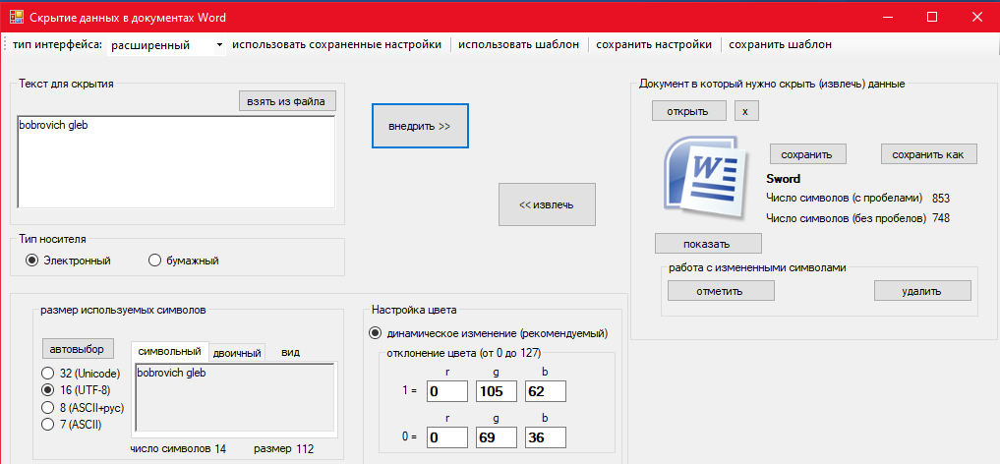 Скрытие данных в документах Word
тип интерфейса: расширенный использовать сохраненные настройки использовать шаблон сохранить настройки сохранить шаблон
Текст для скрытия
взять из файла
bobrovich gleb
внедрить >>
<< извлечь
Документ в который нужно скрыть (извлечь) данные
открыть x
W
сохранить сохранить как
Sword
Число символов (с пробелами) 853
Число символов (без пробелов) 748
показать
работа с измененными символами
отметить удалить
Тип носителя
Электронный бумажный
размер используемых символов
автовыбор
32 (Unicode)
16 (UTF-8)
8 (ASCII+рус)
7 (ASCII)
символьный двоичный вид
bobrovich gleb
число символов 14 размер 112
Настройка цвета
динамическое изменение (рекомендуемый)
отклонение цвета (от 0 до 127)
r g b
1 = 0 105 62
r g b
0 = 0 69 36